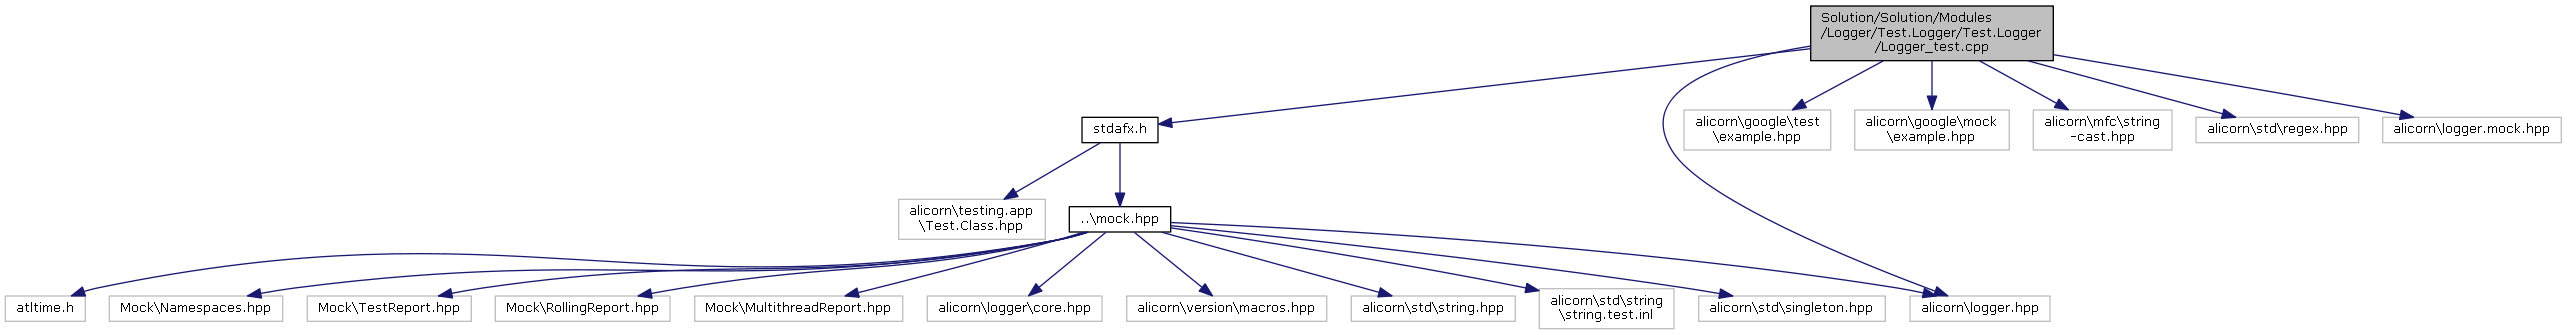 Solution/Solution/Modules
/Logger/Test.Logger/Test.Logger
/Logger_test.cpp
stdafx.h
alicorn\google\test
\example.hpp
alicorn\google\mock
\example.hpp
alicorn\mfc\string
-cast.hpp
alicorn\std\regex.hpp
alicorn\logger.mock.hpp
alicorn\testing.app
\Test.Class.hpp
..\mock.hpp
atltime.h
Mock\Namespaces.hpp
Mock\TestReport.hpp
Mock\RollingReport.hpp
Mock\MultithreadReport.hpp
alicorn\logger\core.hpp
alicorn\version\macros.hpp
alicorn\std\string.hpp
alicorn\std\string
\string.test.inl
alicorn\std\singleton.hpp
alicorn\logger.hpp